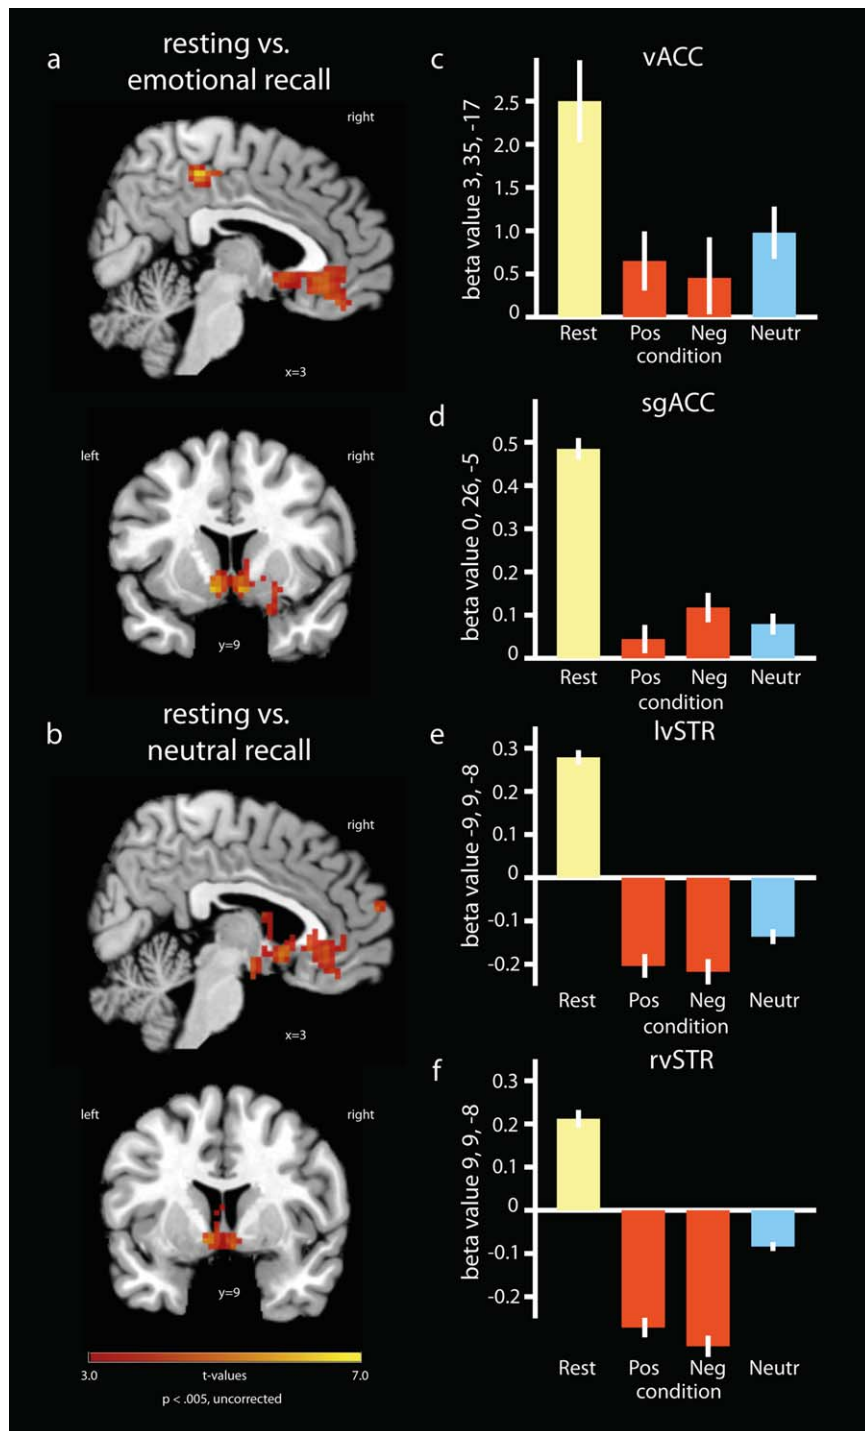 a
resting vs.
emotional recall
right
x=3
left
right
y=9
b
resting vs.
neutral recall
right
x=3
left
right
y=9
3.0
7.0
t-values
p < .005, uncorrected
c
vACC
beta value 3, 35, -17
2.5
2.0
1.0
0.5
0
Rest Pos Neg Neutr
condition
d
sgACC
beta value 0, 26, -5
0.5
0.4
0.3
0.2
0.1
0
Rest Pos Neg Neutr
condition
e
lvSTR
beta value -9, 9, -8
0.3
0.2
0.1
0
-0.1
-0.2
Rest Pos Neg Neutr
condition
f
rvSTR
beta value 9, 9, -8
0.3
0.2
0.1
0
-0.1
-0.2
Rest Pos Neg Neutr
condition